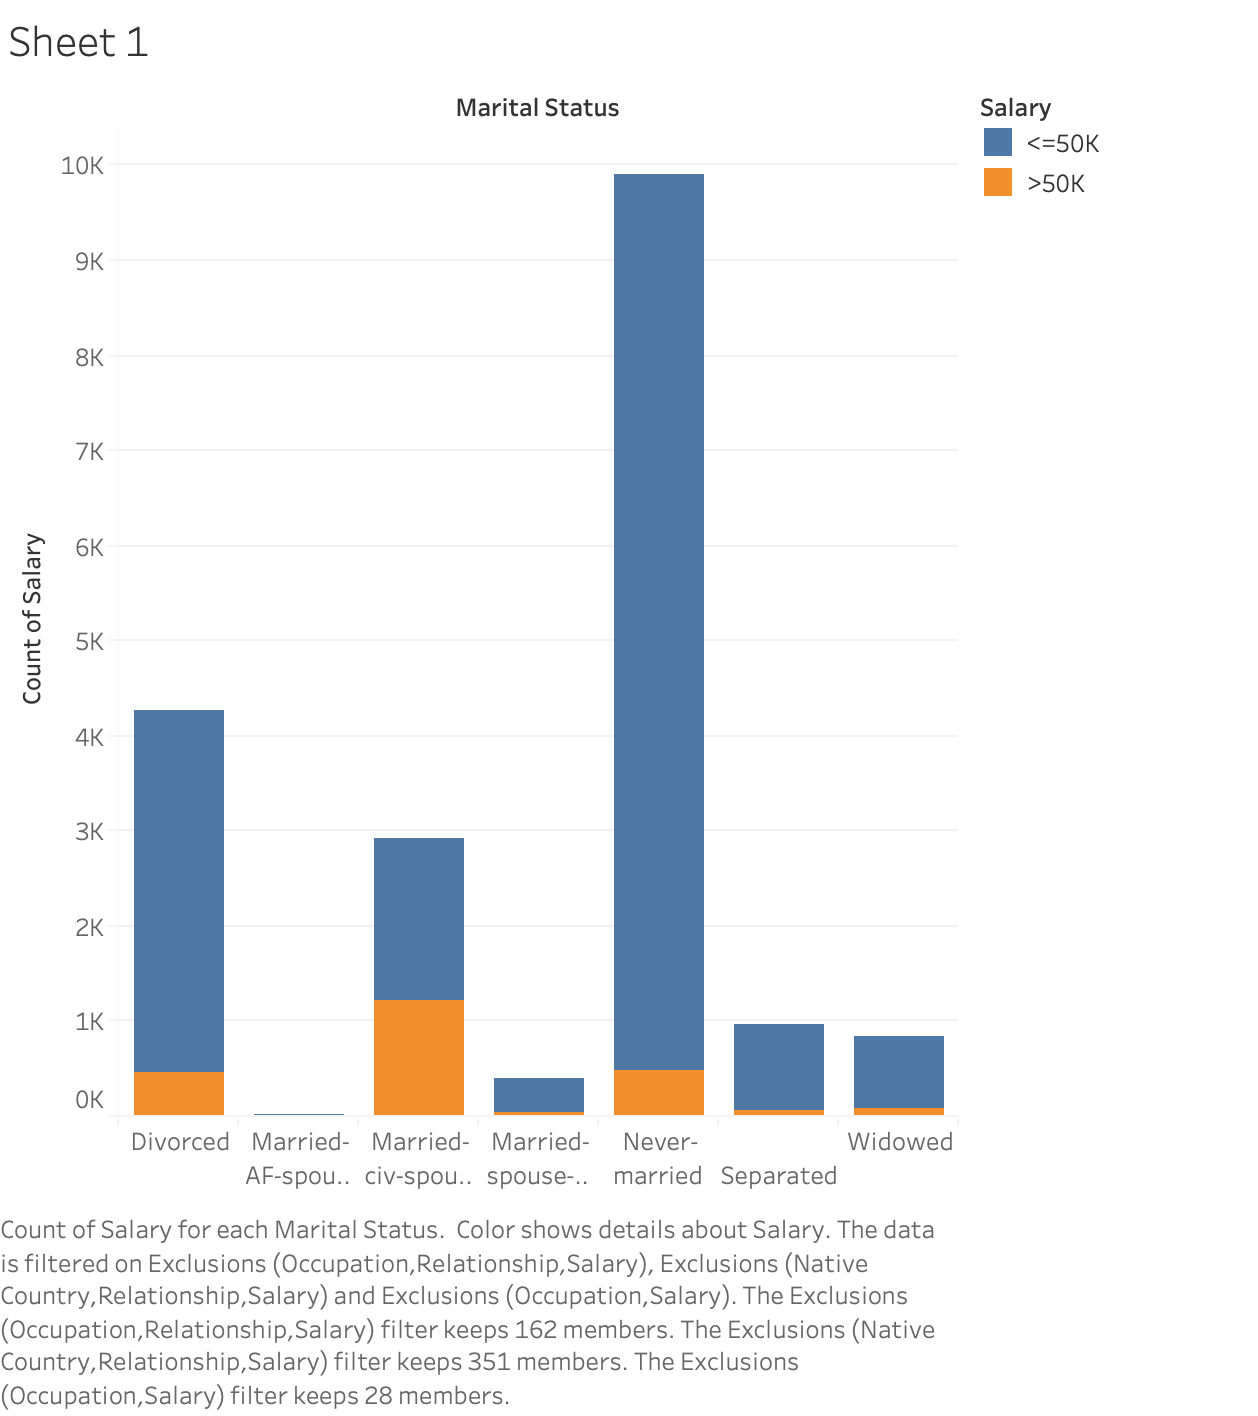 Sheet 1
Marital Status
Salary
<=50K
>50K
10K
9K
8K
7K
6K
5K
4K
3K
2K
1K
0K
Count of Salary
Divorced
Married-
AF-spou..
Married-
civ-spou..
Married-
spouse-..
Never-
married
Separated
Widowed
Count of Salary for each Marital Status.  Color shows details about Salary. The data
is filtered on Exclusions (Occupation,Relationship,Salary), Exclusions (Native
Country,Relationship,Salary) and Exclusions (Occupation,Salary). The Exclusions
(Occupation,Relationship,Salary) filter keeps 162 members. The Exclusions (Native
Country,Relationship,Salary) filter keeps 351 members. The Exclusions
(Occupation,Salary) filter keeps 28 members.